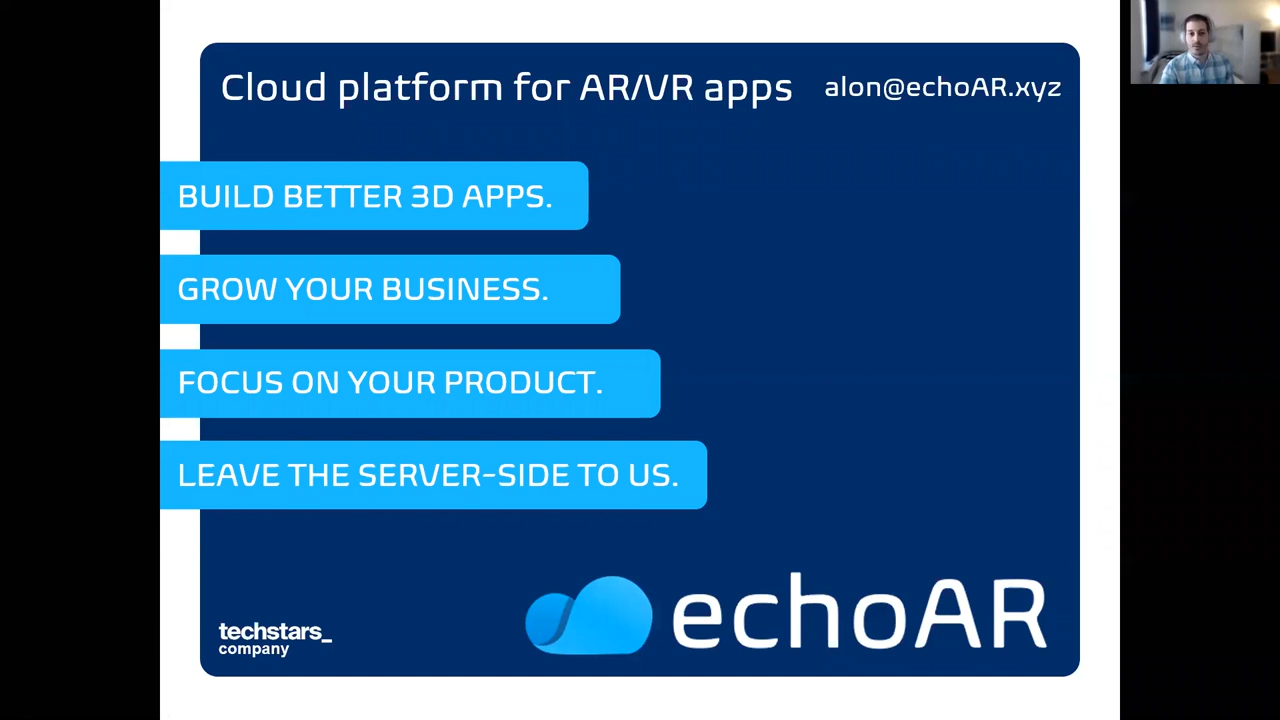 Cloud platform for AR/VR apps
alon@echoAR.xyz
BUILD BETTER 3D APPS.
GROW YOUR BUSINESS.
FOCUS ON YOUR PRODUCT.
LEAVE THE SERVER-SIDE TO US.
techstars_
company
echoAR